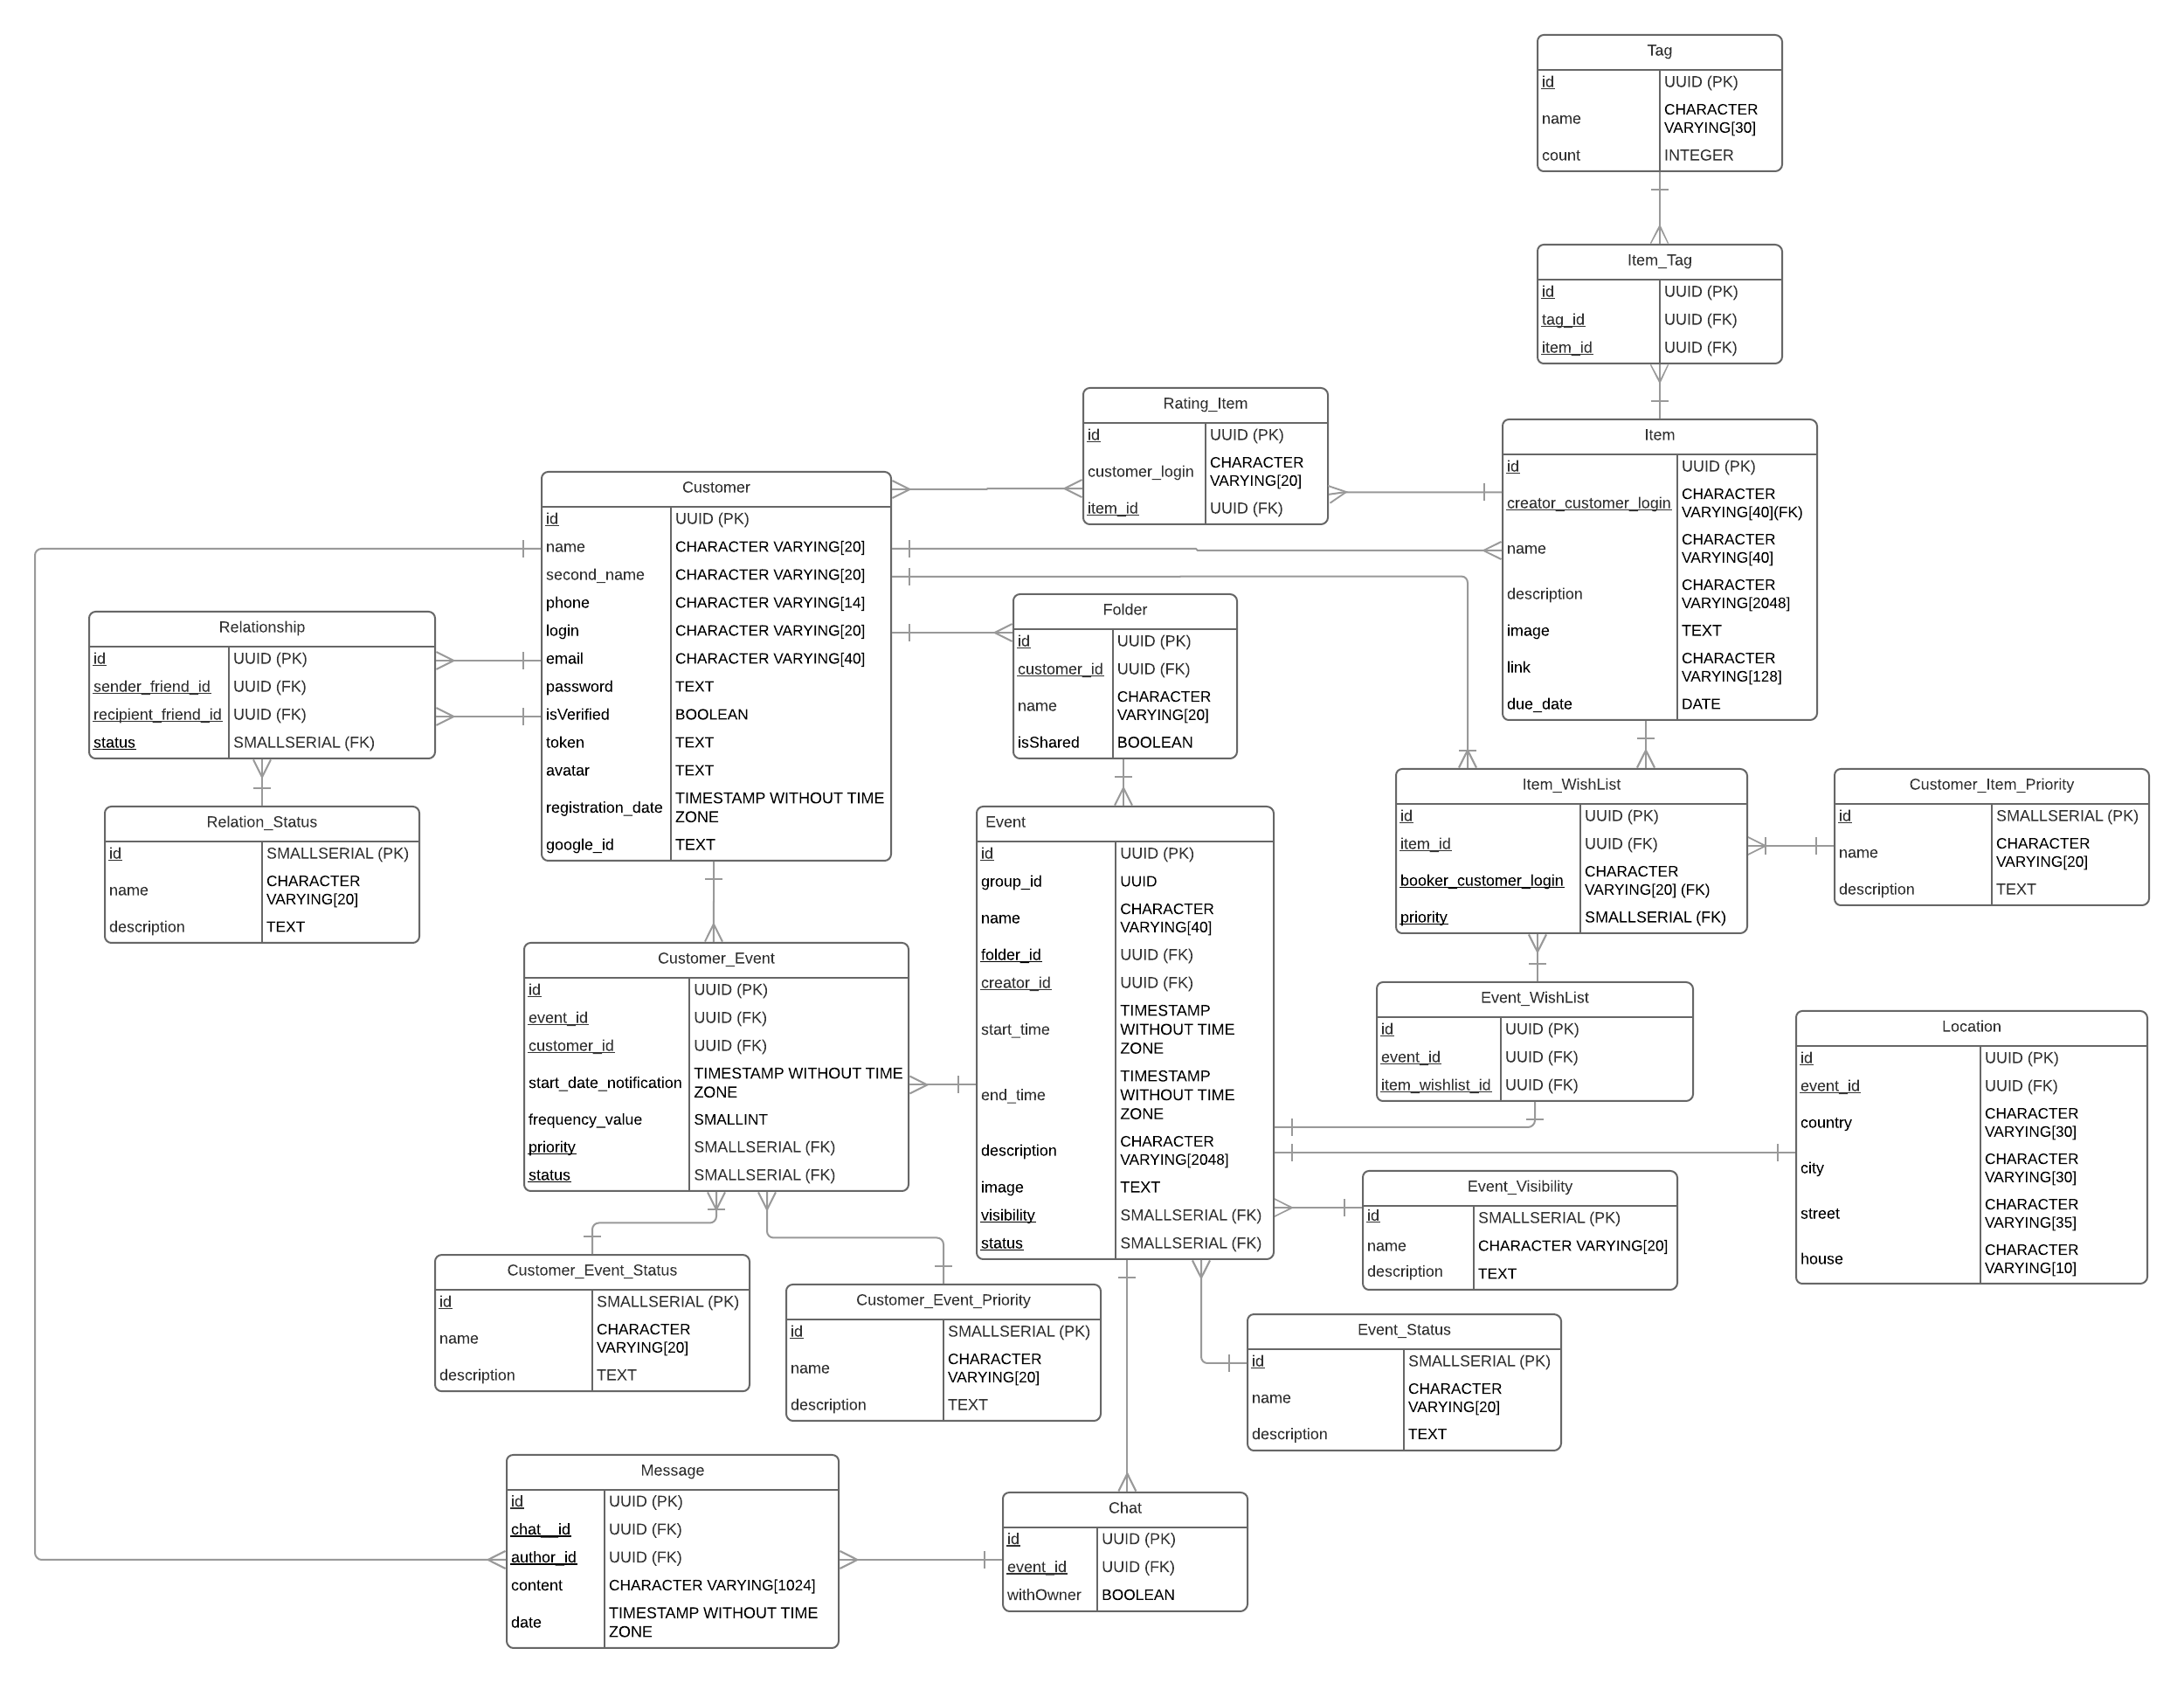 Tag
id UUID (PK)
name CHARACTER
VARYING[30]
count INTEGER
Item_Tag
id UUID (PK)
tag_id UUID (FK)
item_id UUID (FK)
Rating_Item
id UUID (PK)
customer_login CHARACTER
VARYING[20]
item_id UUID (FK)
Item
id UUID (PK)
creator_customer_login CHARACTER
VARYING[40](FK)
name CHARACTER
VARYING[40]
description CHARACTER
VARYING[2048]
image TEXT
link CHARACTER
VARYING[128]
due_date DATE
Customer
id UUID (PK)
name CHARACTER VARYING[20]
second_name CHARACTER VARYING[20]
phone CHARACTER VARYING[14]
login CHARACTER VARYING[20]
email CHARACTER VARYING[40]
password TEXT
isVerified BOOLEAN
token TEXT
avatar TEXT
registration_date TIMESTAMP WITHOUT TIME
ZONE
google_id TEXT
Folder
id UUID (PK)
customer_id UUID (FK)
name CHARACTER
VARYING[20]
isShared BOOLEAN
Relationship
id UUID (PK)
sender_friend_id UUID (FK)
recipient_friend_id UUID (FK)
status SMALLSERIAL (FK)
Relation_Status
id SMALLSERIAL (PK)
name CHARACTER
VARYING[20]
description TEXT
Item_WishList
id UUID (PK)
item_id UUID (FK)
booker_customer_login CHARACTER
VARYING[20] (FK)
priority SMALLSERIAL (FK)
Customer_Item_Priority
id SMALLSERIAL (PK)
name CHARACTER
VARYING[20]
description TEXT
Event
id UUID (PK)
group_id UUID
name CHARACTER
VARYING[40]
folder_id UUID (FK)
creator_id UUID (FK)
start_time TIMESTAMP
WITHOUT TIME
ZONE
end_time TIMESTAMP
WITHOUT TIME
ZONE
description CHARACTER
VARYING[2048]
image TEXT
visibility SMALLSERIAL (FK)
status SMALLSERIAL (FK)
Customer_Event
id UUID (PK)
event_id UUID (FK)
customer_id UUID (FK)
start_date_notification TIMESTAMP WITHOUT TIME
ZONE
frequency_value SMALLINT
priority SMALLSERIAL (FK)
status SMALLSERIAL (FK)
Event_WishList
id UUID (PK)
event_id UUID (FK)
item_wishlist_id UUID (FK)
Location
id UUID (PK)
event_id UUID (FK)
country CHARACTER
VARYING[30]
city CHARACTER
VARYING[30]
street CHARACTER
VARYING[35]
house CHARACTER
VARYING[10]
Event_Visibility
id SMALLSERIAL (PK)
name CHARACTER VARYING[20]
description TEXT
Customer_Event_Status
id SMALLSERIAL (PK)
name CHARACTER
VARYING[20]
description TEXT
Customer_Event_Priority
id SMALLSERIAL (PK)
name CHARACTER
VARYING[20]
description TEXT
Event_Status
id SMALLSERIAL (PK)
name CHARACTER
VARYING[20]
description TEXT
Message
id UUID (PK)
chat__id UUID (FK)
author_id UUID (FK)
content CHARACTER VARYING[1024]
date TIMESTAMP WITHOUT TIME
ZONE
Chat
id UUID (PK)
event_id UUID (FK)
withOwner BOOLEAN